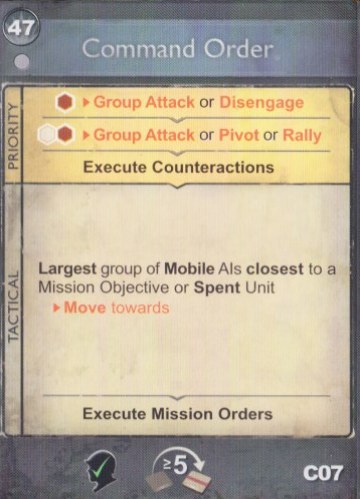 47
Command Order
PRIORITY
▸Group Attack or Disengage
▸Group Attack or Pivot or Rally
Execute Counteractions
TACTICAL
Largest group of Mobile AIs closest to a
Mission Objective or Spent Unit
▸Move towards
Execute Mission Orders
≥5
C07